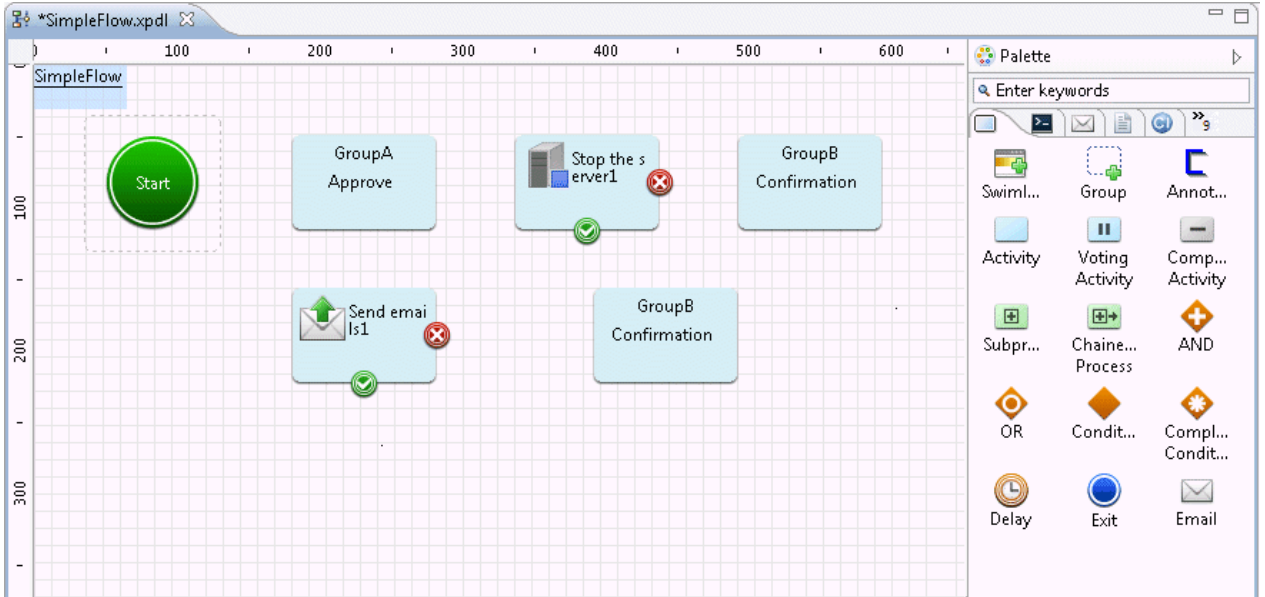 *SimpleFlow.xpdl
0 100 200 300 400 500 600
SimpleFlow
Start
GroupA
Approve
Stop the s
erver1
GroupB
Confirmation
100
Send emai
ls1
GroupB
Confirmation
200
300
Palette
Enter keywords
»9
Swiml...
Group
Annot...
Activity
Voting
Activity
Comp...
Activity
Subpr...
Chaine...
Process
AND
OR
Condit...
Compl...
Condit...
Delay
Exit
Email